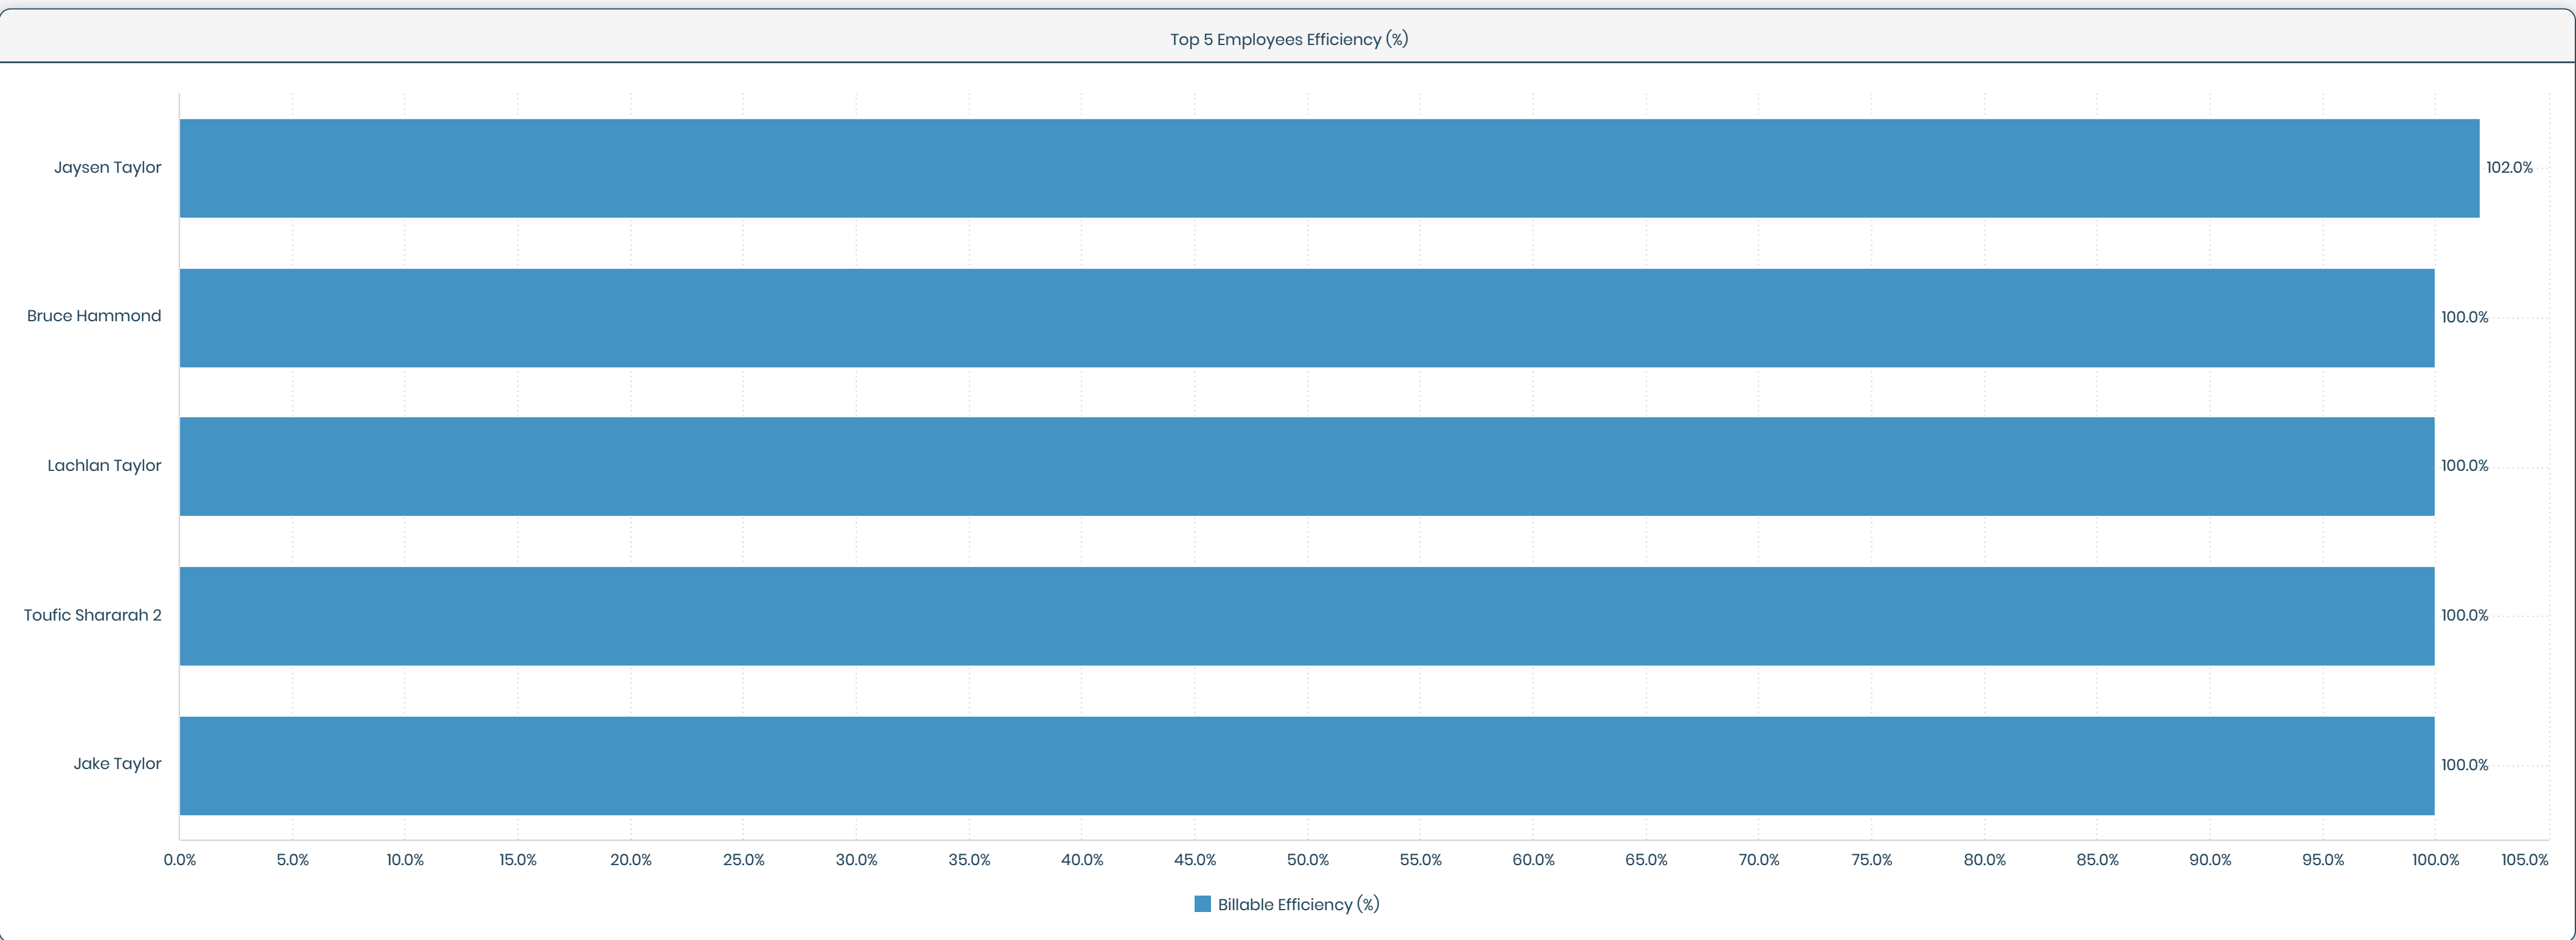 Top 5 Employees Efficiency (%)
Jaysen Taylor
102.0%
Bruce Hammond
100.0%
Lachlan Taylor
100.0%
Toufic Shararah 2
100.0%
Jake Taylor
100.0%
0.0% 5.0% 10.0% 15.0% 20.0% 25.0% 30.0% 35.0% 40.0% 45.0% 50.0% 55.0% 60.0% 65.0% 70.0% 75.0% 80.0% 85.0% 90.0% 95.0% 100.0% 105.0%
Billable Efficiency (%)